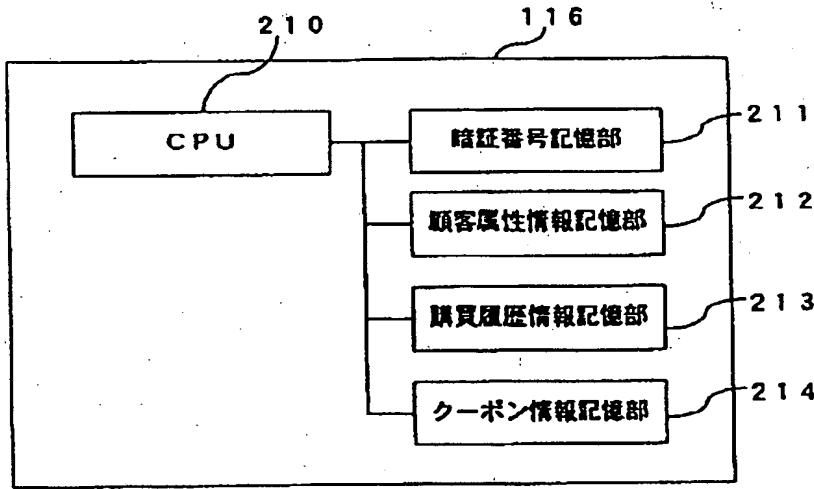 210
116
CPU
暗証番号記憶部
211
顧客属性情報記憶部
212
購買履歴情報記憶部
213
クーポン情報記憶部
214